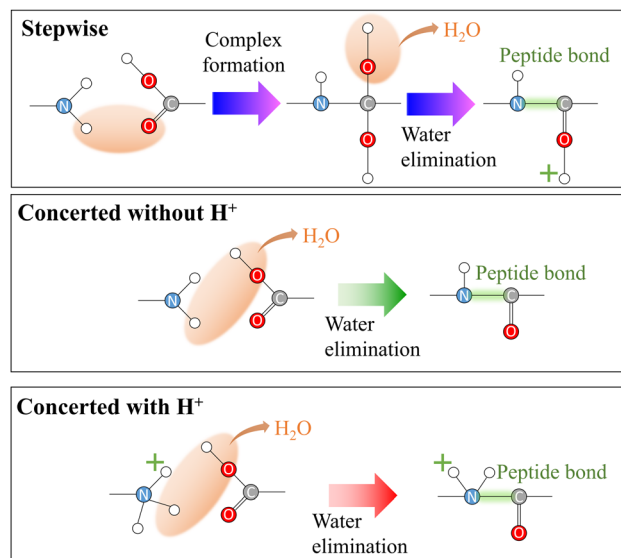 Stepwise
Complex
formation
H₂O
Peptide bond
N
O
O
C
N
C
O
O
N
C
O
Water
elimination
+
Concerted without H⁺
H₂O
Peptide bond
N
O
C
O
N
C
O
Water
elimination
Concerted with H⁺
H₂O
+
+
Peptide bond
N
O
C
O
N
C
O
Water
elimination